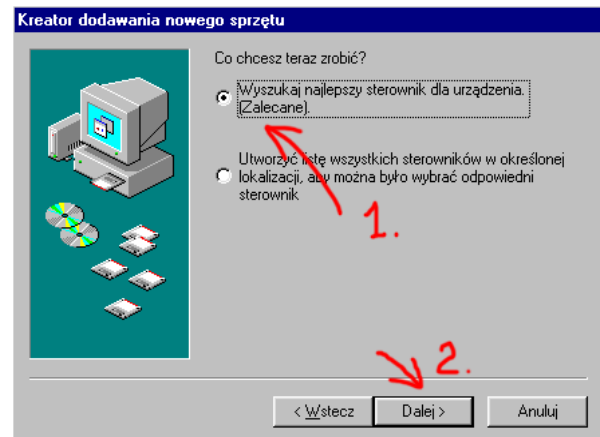 Kreator dodawania nowego sprzętu
Co chcesz teraz zrobić?
Wyszukaj najlepszy sterownik dla urządzenia.
(Zalecane).
Utworzyć listę wszystkich sterowników w określonej
lokalizacji, aby można było wybrać odpowiedni
sterownik
1.
2.
< Wstecz
Dalej >
Anuluj